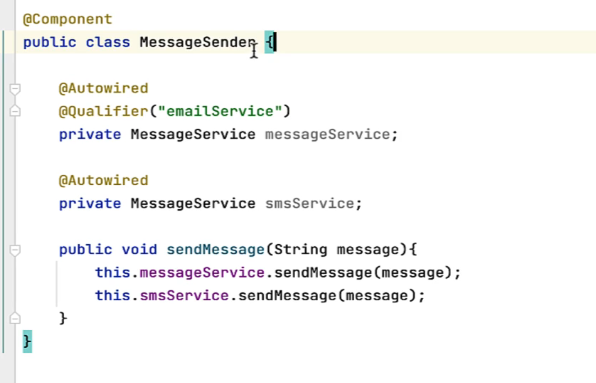 @Component
public class MessageSender {
@Autowired
@Qualifier("emailService")
private MessageService messageService;
@Autowired
private MessageService smsService;
public void sendMessage(String message){
this.messageService.sendMessage(message);
this.smsService.sendMessage(message);
}
}